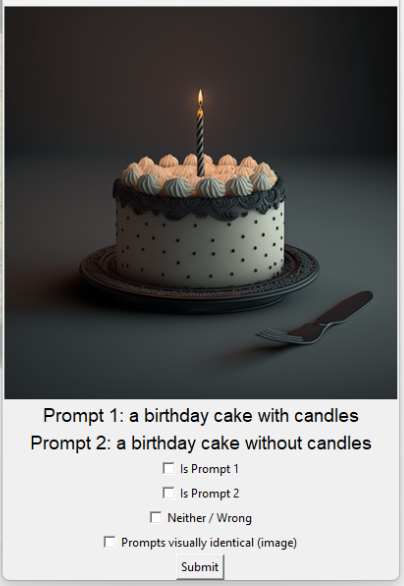 Prompt 1: a birthday cake with candles
Prompt 2: a birthday cake without candles
Is Prompt 1
Is Prompt 2
Neither / Wrong
Prompts visually identical (image)
Submit